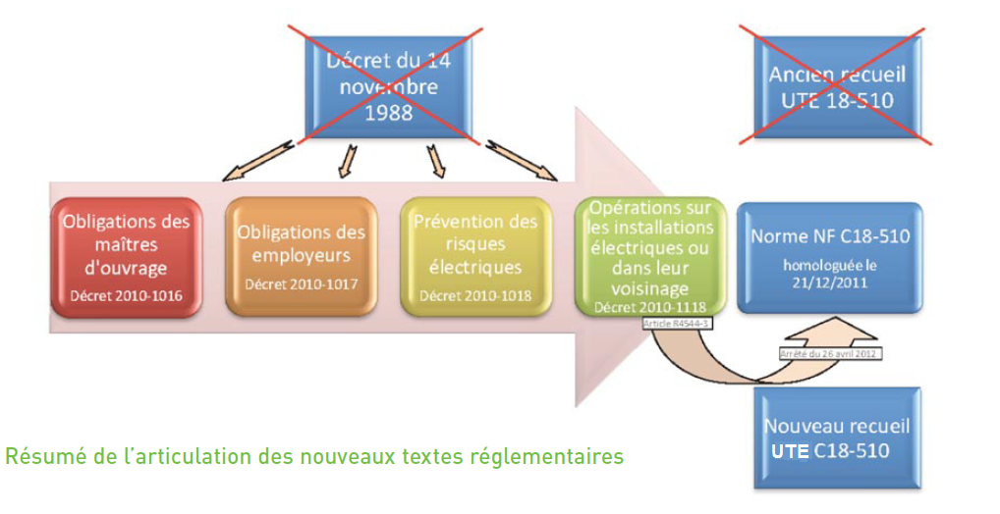 Décret du 14
novembre
1988
Ancien recueil
UTE 18-510
Obligations des
maîtres
d'ouvrage
Décret 2010-1016
Obligations des
employeurs
Décret 2010-1017
Prévention des
risques
électriques
Décret 2010-1018
Opérations sur
les installations
électriques ou
dans leur
voisinage
Décret 2010-1118
Article R4544-3
Norme NF C18-510
homologuée le
21/12/2011
Arrêté du 26 avril 2012
Nouveau recueil
UTE C18-510
Résumé de l'articulation des nouveaux textes réglementaires